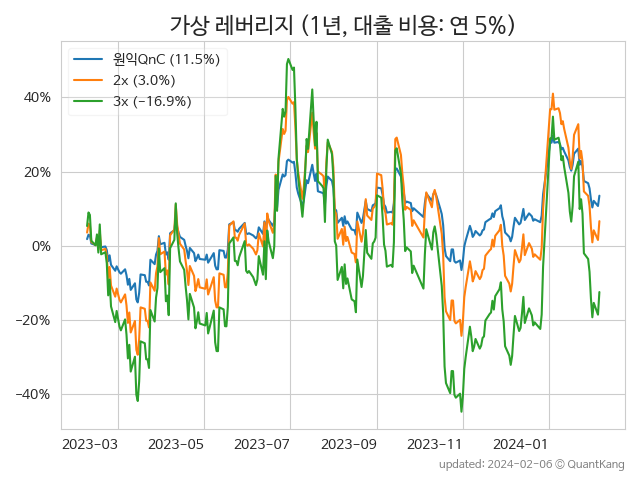 가상 레버리지 (1년, 대출 비용: 연 5%)
원익QnC (11.5%)
2x (3.0%)
3x (−16.9%)
40%
20%
0%
−20%
−40%
2023-03 2023-05 2023-07 2023-09 2023-11 2024-01
updated: 2024-02-06 © QuantKang